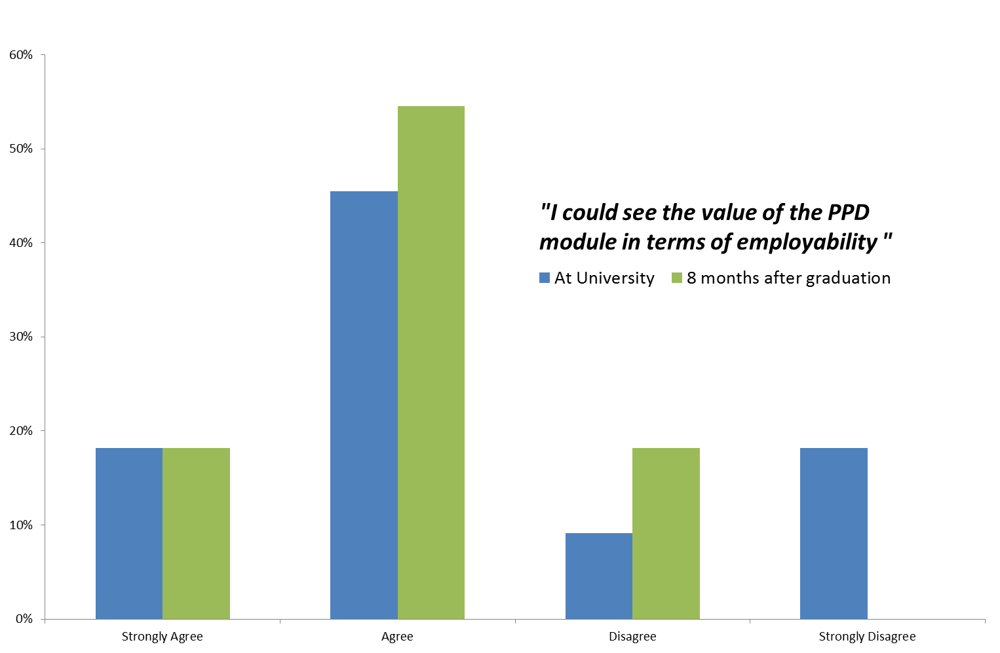 60%
50%
40%
30%
20%
10%
0%
"I could see the value of the PPD
module in terms of employability "
At University 8 months after graduation
Strongly Agree Agree Disagree Strongly Disagree